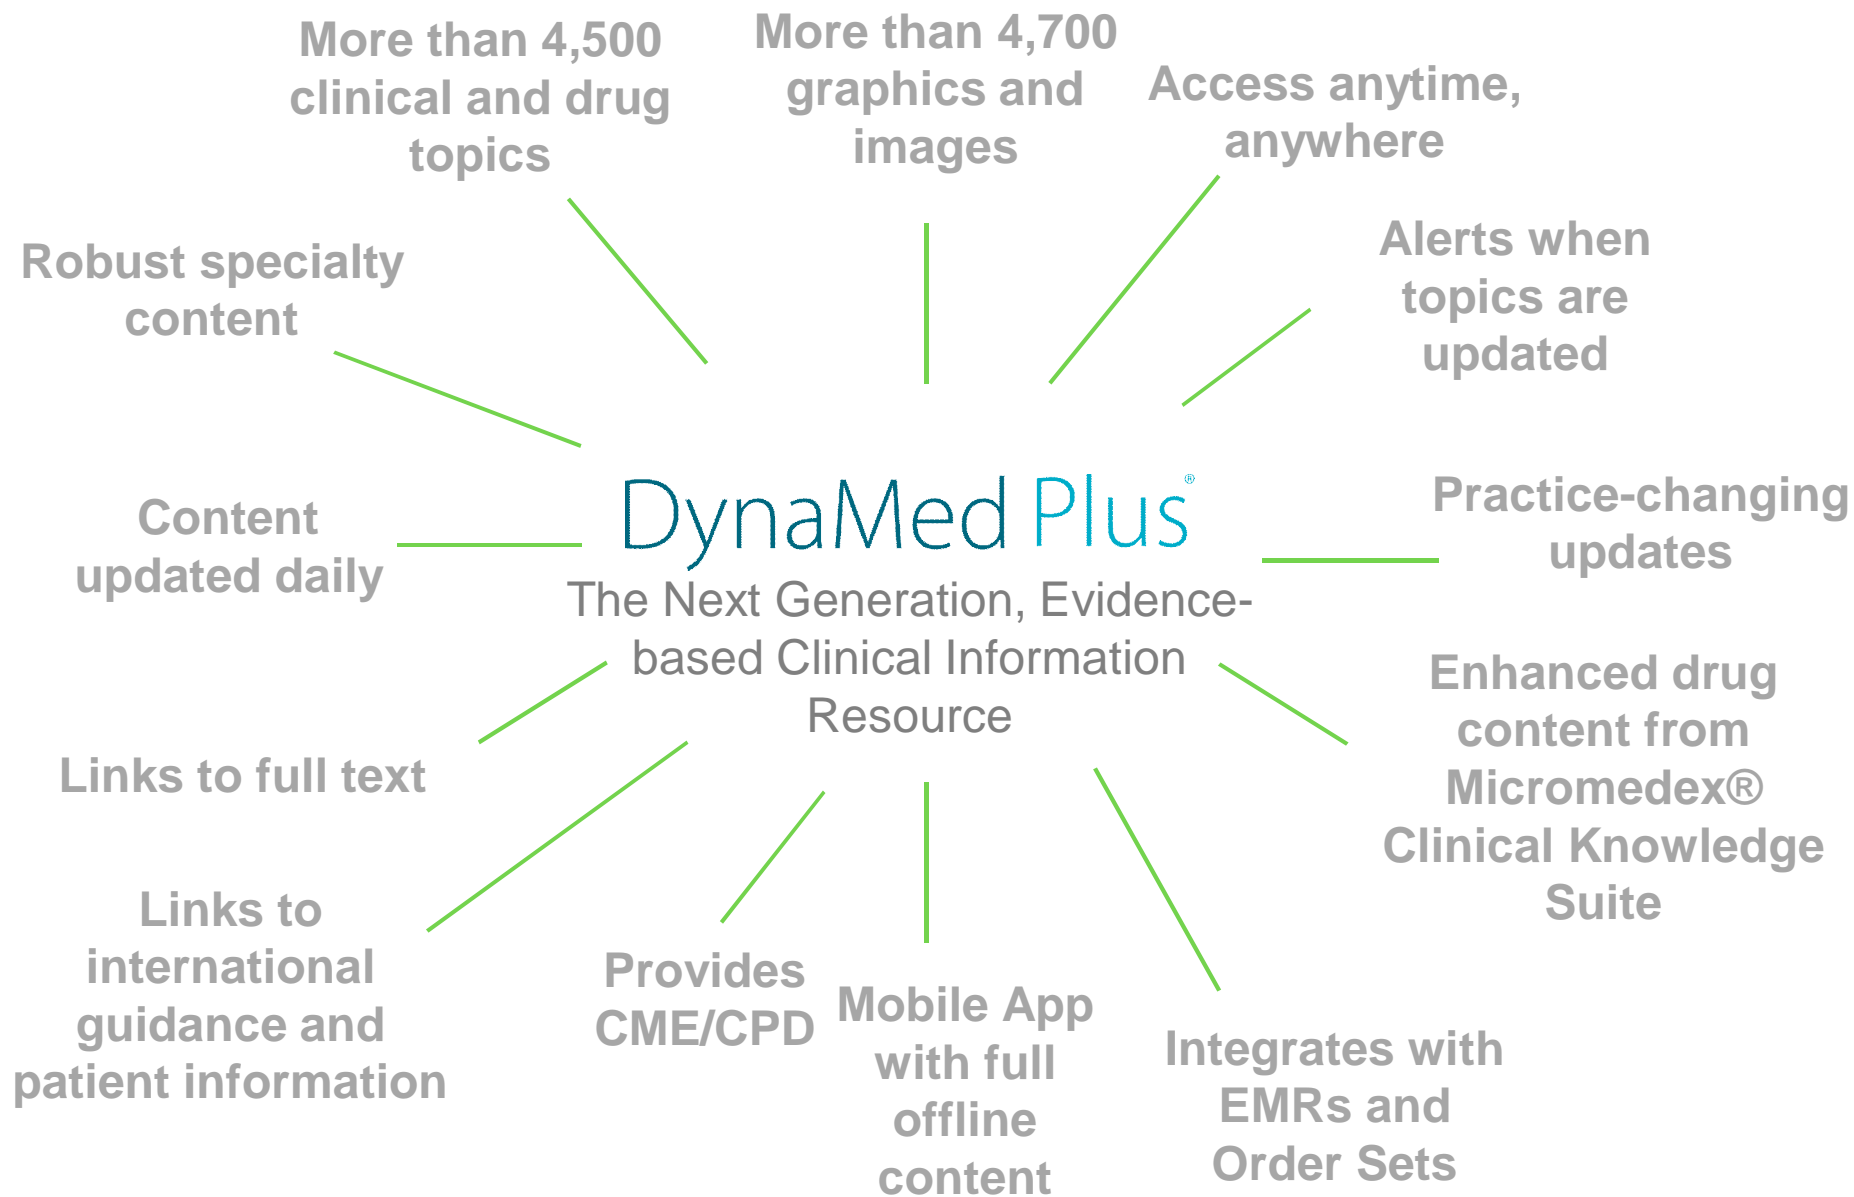 More than 4,500
clinical and drug
topics
More than 4,700
graphics and
images
Access anytime,
anywhere
Alerts when
topics are
updated
Robust specialty
content
Practice-changing
updates
Content
updated daily
DynaMed Plus®
The Next Generation, Evidence-
based Clinical Information
Resource
Enhanced drug
content from
Micromedex®
Clinical Knowledge
Suite
Links to full text
Links to
international
guidance and
patient information
Provides
CME/CPD
Mobile App
with full
offline
content
Integrates with
EMRs and
Order Sets